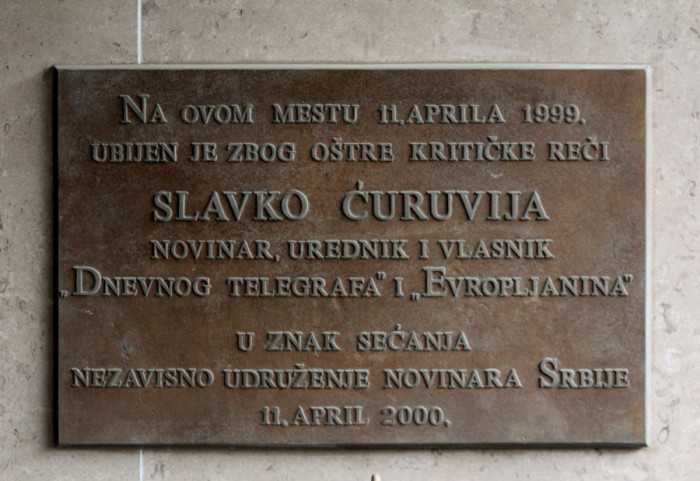 NA OVOM MESTU 11.APRILA 1999.
UBIJEN JE ZBOG OŠTRE KRITIČKE REČI
SLAVKO ĆURUVIJA
NOVINAR, UREDNIK I VLASNIK
„DNEVNOG TELEGRAFA” I „EVROPLJANINA”
U ZNAK SEĆANJA
NEZAVISNO UDRUŽENJE NOVINARA SRBIJE
11.APRIL 2000.